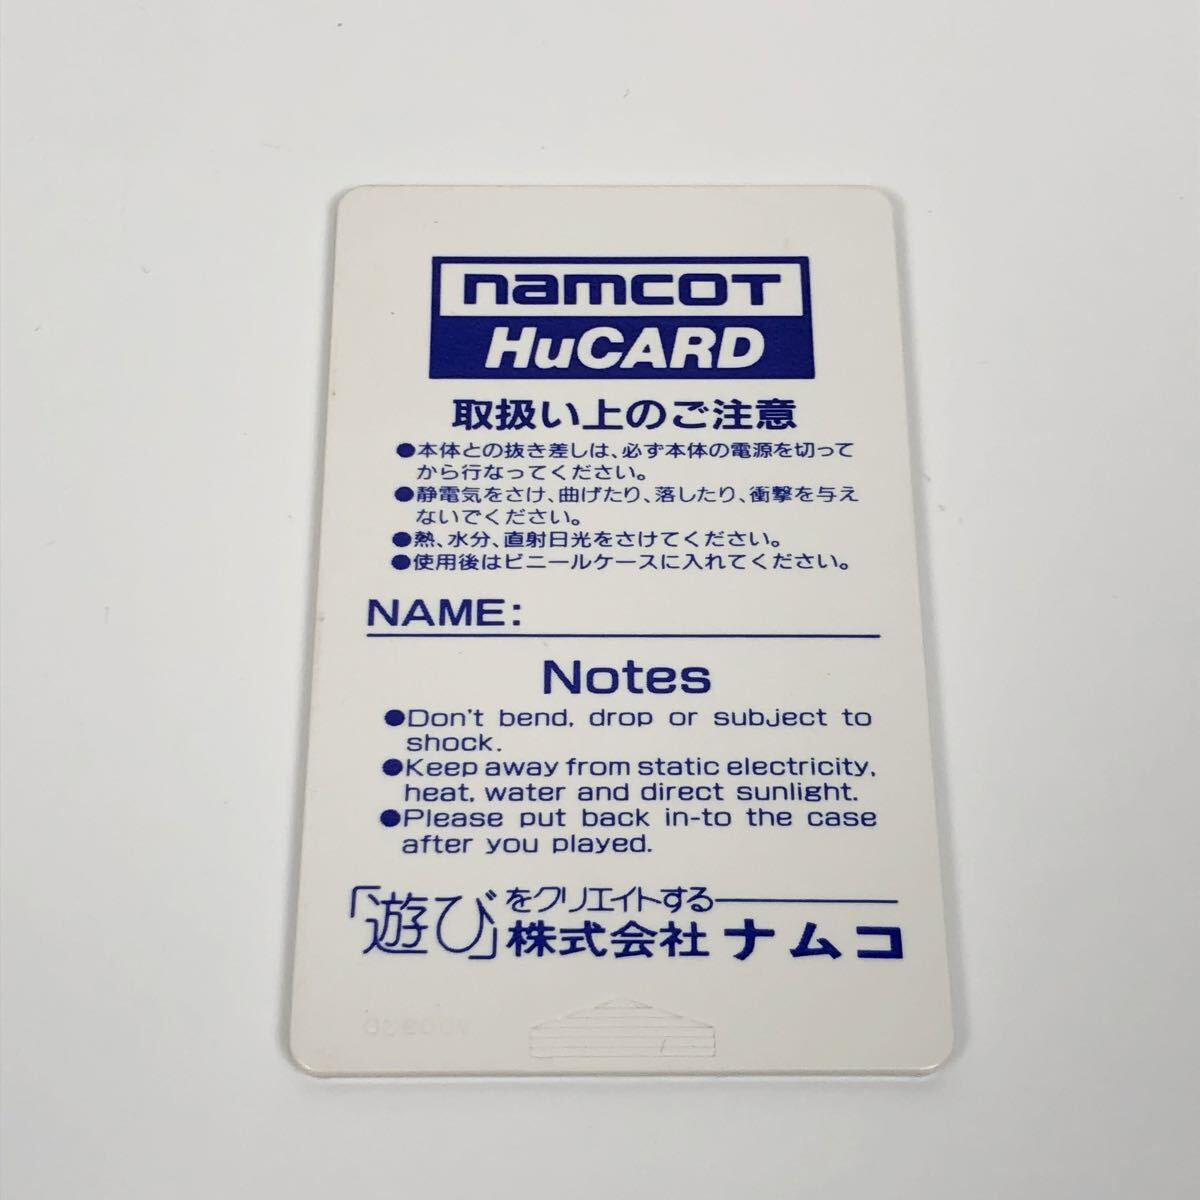 namcoT
HuCARD
取扱い上のご注意
●本体との抜き差しは、必ず本体の電源を切って
から行なってください。
●静電気をさけ、曲げたり、落したり、衝撃を与え
ないでください。
●熱、水分、直射日光をさけてください。
●使用後はビニールケースに入れてください。
NAME:
Notes
●Don't bend, drop or subject to
shock.
●Keep away from static electricity,
heat, water and direct sunlight.
●Please put back in-to the case
after you played.
「遊び」をクリエイトする
株式会社ナムコ